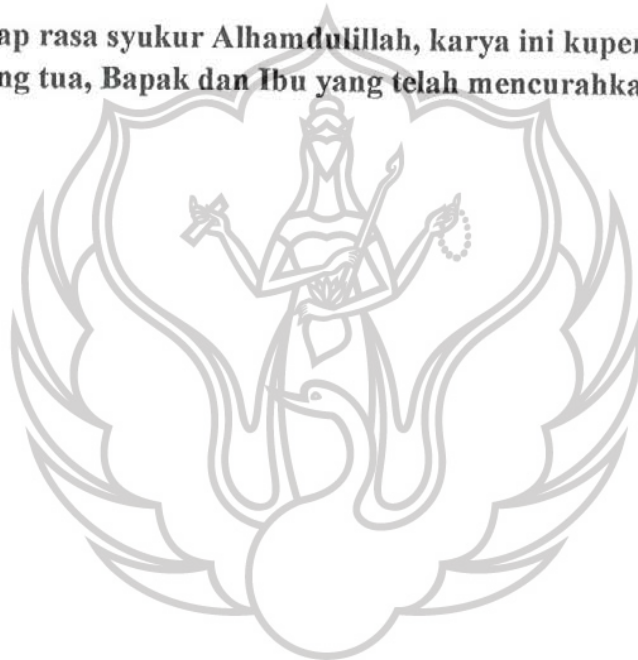 ap rasa syukur Alhamdulillah, karya ini kuper
ng tua, Bapak dan Ibu yang telah mencurahka